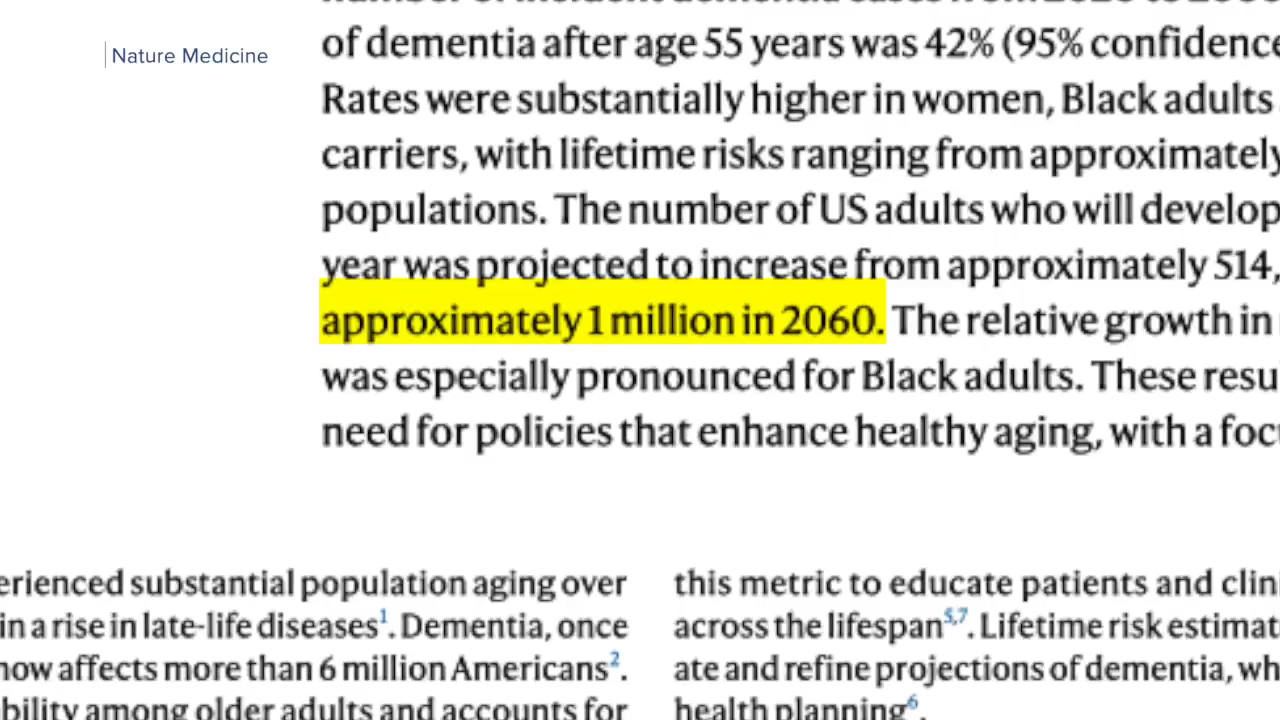 Nature Medicine
of dementia after age 55 years was 42% (95% confidence
Rates were substantially higher in women, Black adults
carriers, with lifetime risks ranging from approximately
populations. The number of US adults who will develop
year was projected to increase from approximately 514,
approximately 1 million in 2060. The relative growth in
was especially pronounced for Black adults. These resu
need for policies that enhance healthy aging, with a foc
erienced substantial population aging over
in a rise in late-life diseases1. Dementia, once
now affects more than 6 million Americans2.
bility among older adults and accounts for
this metric to educate patients and clin
across the lifespan5,7. Lifetime risk estimat
ate and refine projections of dementia, wh
health planning6.